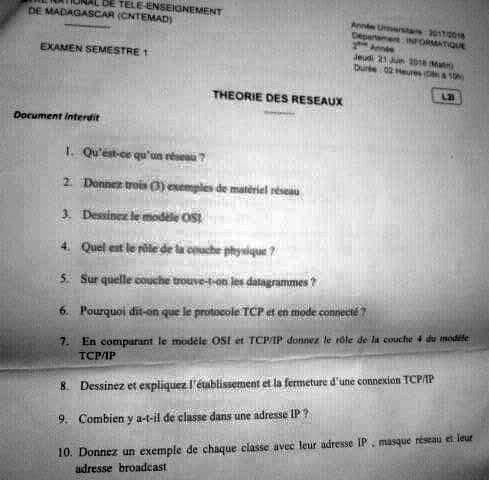 NATIONAL DE TELE-ENSEIGNEMENT
DE MADAGASCAR (CNTEMAD)
EXAMEN SEMESTRE 1
Année Universitaire : 2017/2018
Département : INFORMATIQUE
2ème Année
Jeudi 21 Juin 2018 (Matin)
Durée : 02 Heures (08h à 10h)
THEORIE DES RESEAUX
L2I
Document interdit
1. Qu'est-ce qu'un réseau ?
2. Donnez trois (3) exemples de matériel réseau
3. Dessinez le modèle OSI
4. Quel est le rôle de la couche physique ?
5. Sur quelle couche trouve-t-on les datagrammes ?
6. Pourquoi dit-on que le protocole TCP et en mode connecté ?
7. En comparant le modèle OSI et TCP/IP donnez le rôle de la couche 4 du modèle
TCP/IP
8. Dessinez et expliquez l'établissement et la fermeture d'une connexion TCP/IP
9. Combien y a-t-il de classe dans une adresse IP ?
10. Donnez un exemple de chaque classe avec leur adresse IP , masque réseau et leur
adresse broadcast